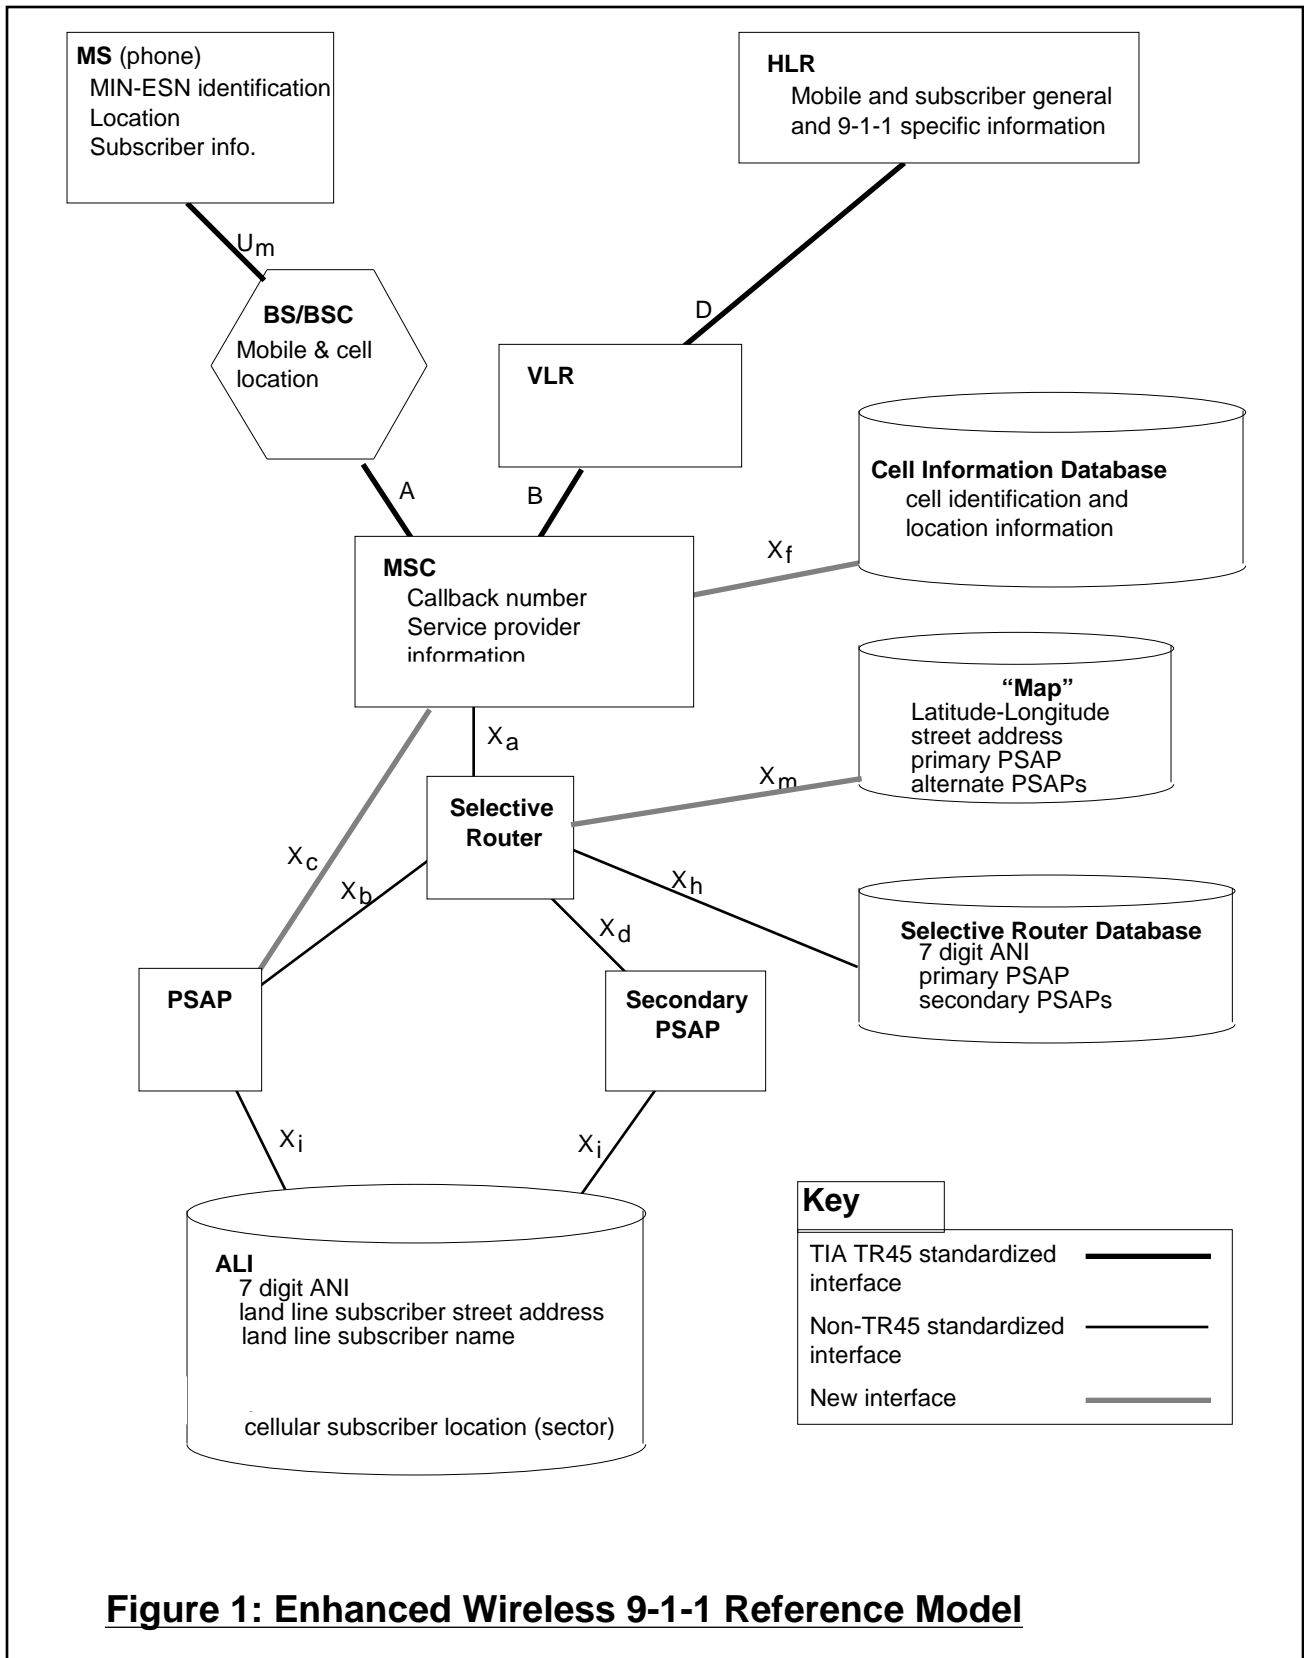 MS (phone)
MIN-ESN identification
Location
Subscriber info.
HLR
Mobile and subscriber general
and 9-1-1 specific information
Um
D
BS/BSC
Mobile & cell
location
VLR
A
B
Cell Information Database
cell identification and
location information
Xf
MSC
Callback number
Service provider
information
“Map”
Latitude-Longitude
street address
primary PSAP
alternate PSAPs
Xa
Xm
Selective
Router
Xc
Xb
Xh
Xd
Selective Router Database
7 digit ANI
primary PSAP
secondary PSAPs
PSAP
Secondary
PSAP
Xi
Xi
ALI
7 digit ANI
land line subscriber street address
land line subscriber name
cellular subscriber location (sector)
Key
TIA TR45 standardized
interface
Non-TR45 standardized
interface
New interface
Figure 1: Enhanced Wireless 9-1-1 Reference Model